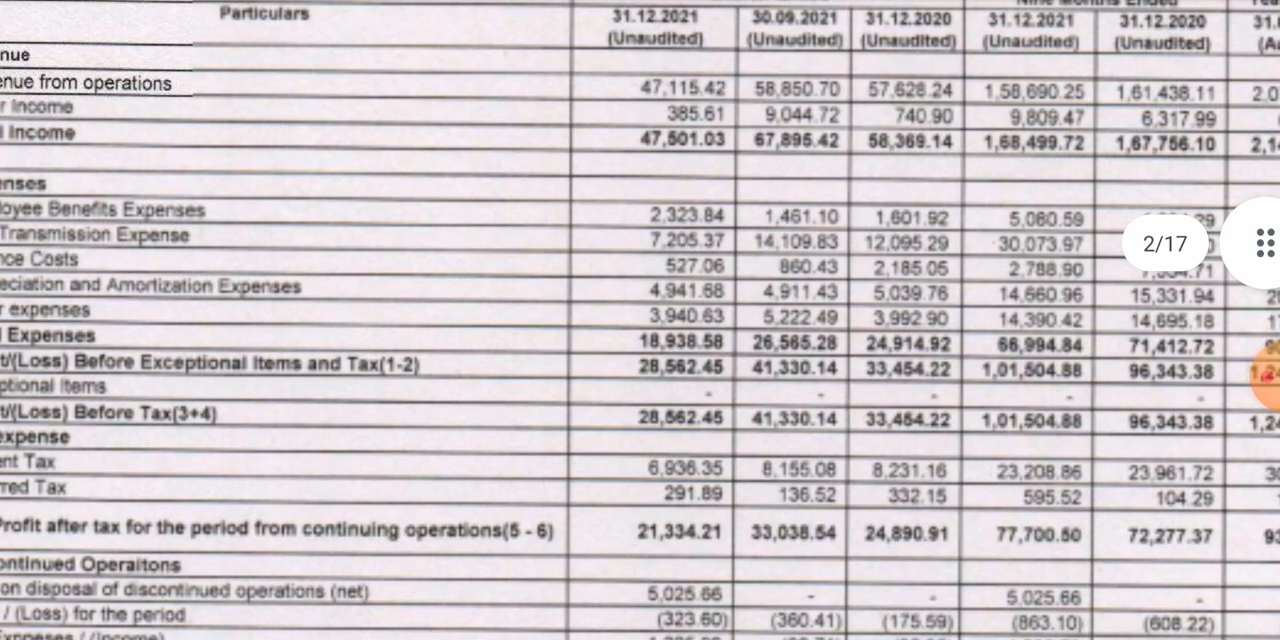 Particulars 31.12.2021 30.09.2021 31.12.2020 31.12.2021 31.12.2020
(Unaudited) (Unaudited) (Unaudited) (Unaudited) (Unaudited)
nue
enue from operations 47,115.42 58,850.70 57,628.24 1,58,690.25 1,61,438.11 2,0
r Income 385.61 9,044.72 740.90 9,809.47 6,317.99
l Income 47,501.03 67,895.42 58,369.14 1,68,499.72 1,67,756.10 2,14
enses
oyee Benefits Expenses 2,323.84 1,461.10 1,601.92 5,080.59
Transmission Expense 7,205.37 14,109.83 12,095.29 30,073.97
2/17
nce Costs 527.06 860.43 2,185.05 2,788.90
eciation and Amortization Expenses 4,941.68 4,911.43 5,039.76 14,660.96 15,331.94
r expenses 3,940.63 5,222.49 3,992.90 14,390.42 14,695.18
l Expenses 18,938.58 26,565.28 24,914.92 66,994.84 71,412.72
t/(Loss) Before Exceptional Items and Tax(1-2) 28,562.45 41,330.14 33,454.22 1,01,504.88 96,343.38
ptional Items - - - - -
t/(Loss) Before Tax(3+4) 28,562.45 41,330.14 33,454.22 1,01,504.88 96,343.38 1,24
expense
ent Tax 6,936.35 8,155.08 8,231.16 23,208.86 23,961.72 30
rred Tax 291.89 136.52 332.15 595.52 104.29
Profit after tax for the period from continuing operations(5 - 6) 21,334.21 33,038.54 24,890.91 77,700.50 72,277.37 93
ontinued Operaitons
on disposal of discontinued operations (net) 5,025.66 - - 5,025.66 -
/ (Loss) for the period (323.60) (360.41) (175.59) (863.10) (608.22)